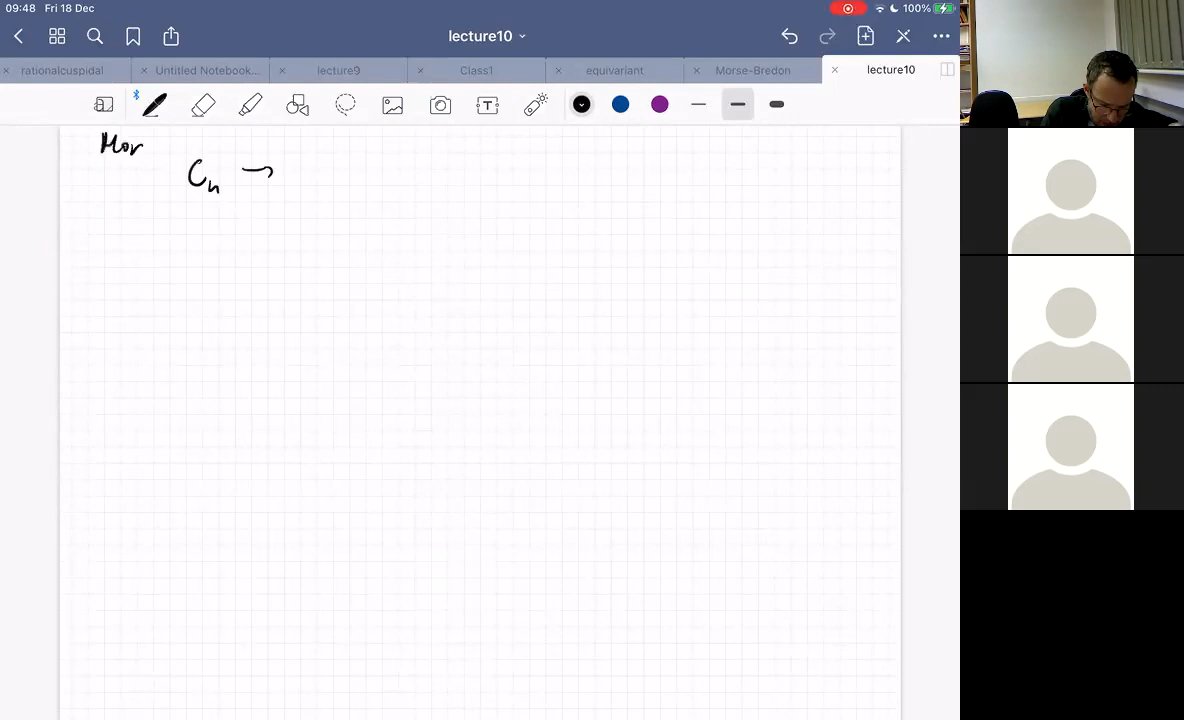 09:48 Fri 18 Dec
100%
lecture10
rationalcuspidal
Untitled Notebook...
lecture9
Class1
equivariant
Morse-Bredon
lecture10
Mor
Cₙ →